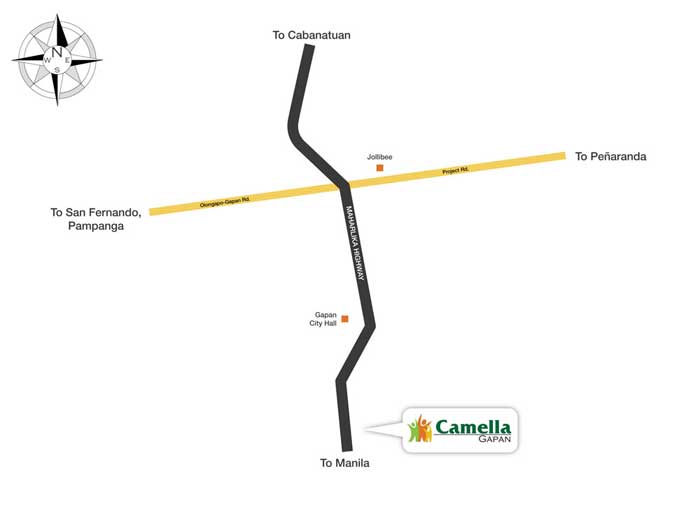 To Cabanatuan
N
W E
S
Jollibee
To Peñaranda
Project Rd.
Olongapo-Gapan Rd.
To San Fernando,
Pampanga
MAHARLIKA HIGHWAY
Gapan
City Hall
Camella
GAPAN
To Manila